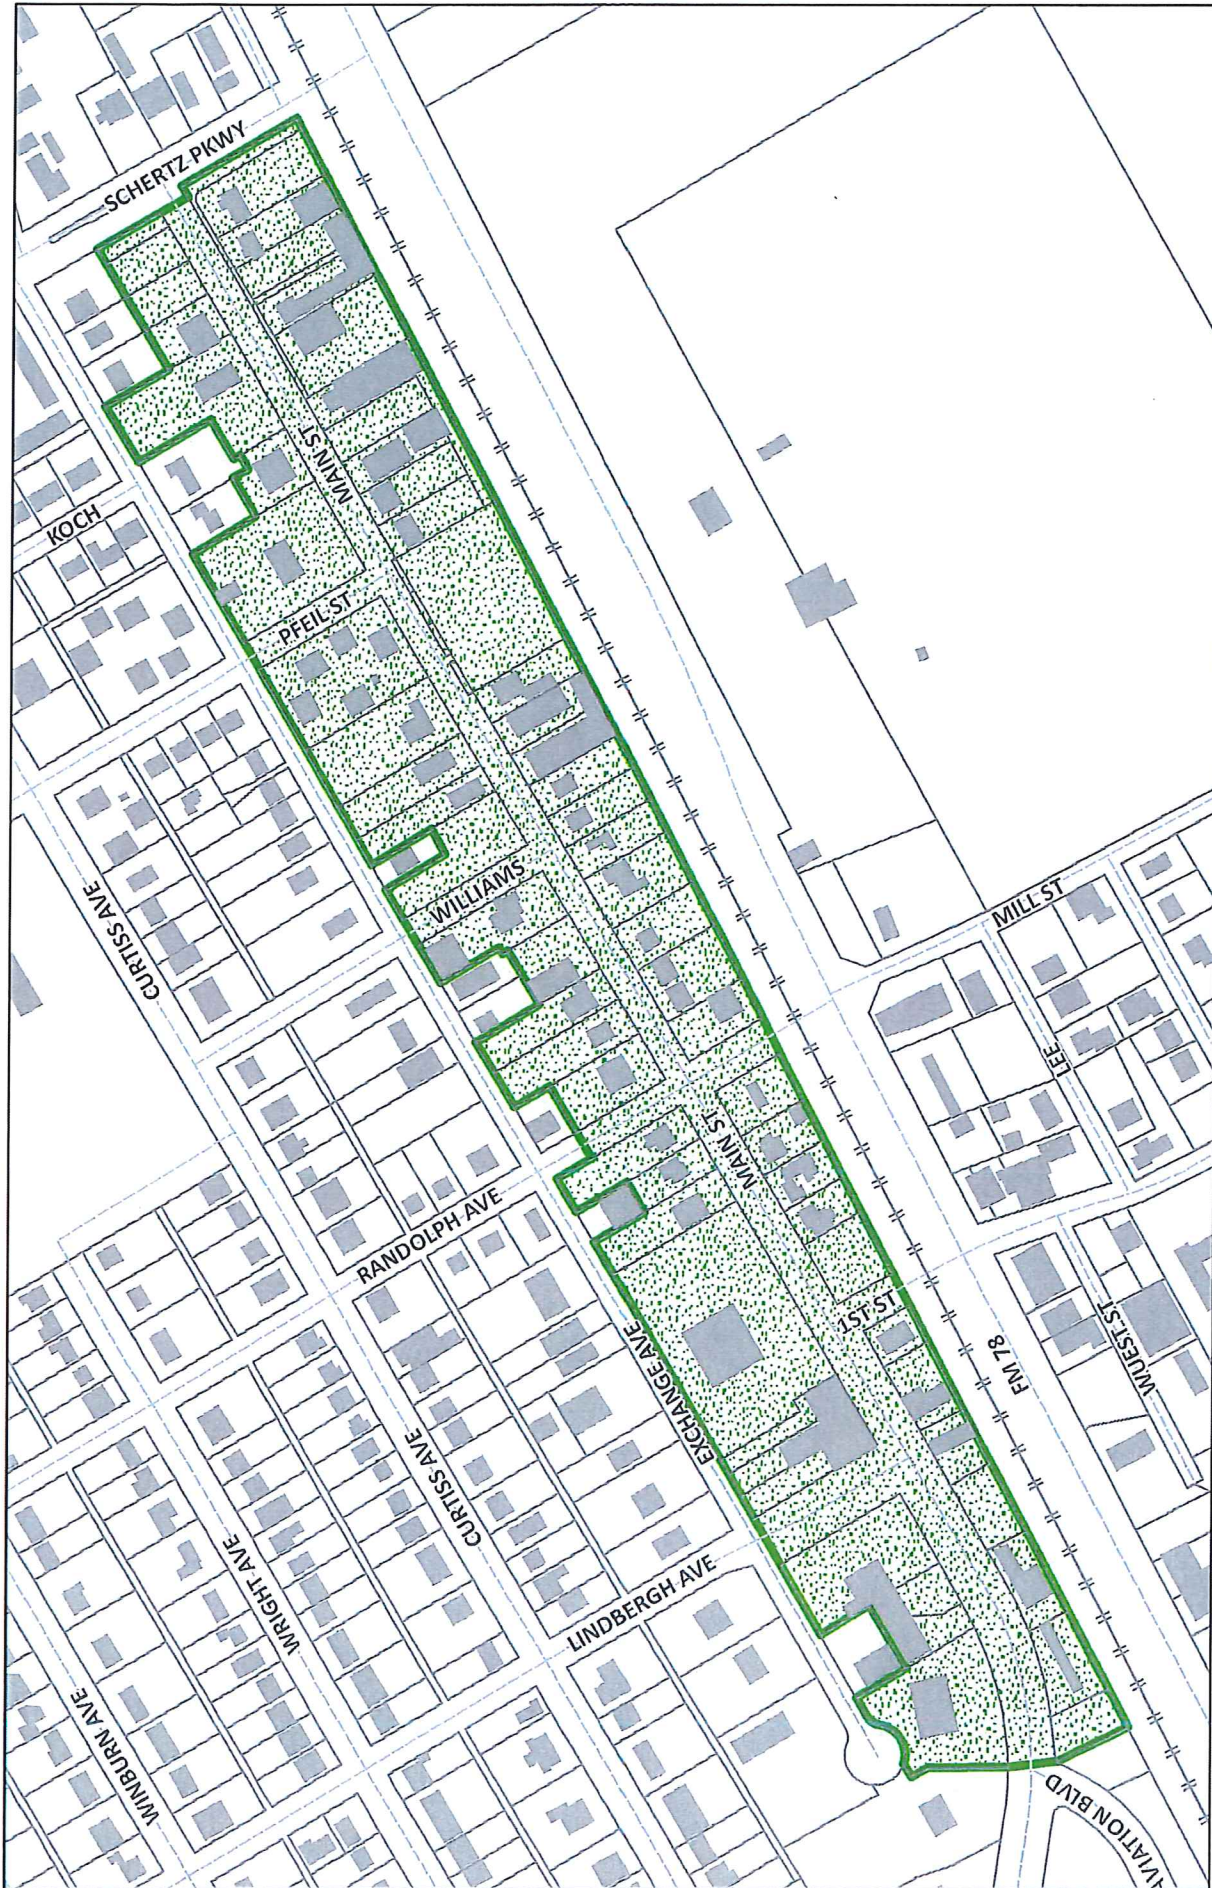 SCHERTZ PKWY
MAIN ST
KOCH
PFEIL ST
WILLIAMS
CURTISS AVE
MILL ST
LEE
MAIN ST
RANDOLPH AVE
1ST ST
WUEST ST
FM 78
EXCHANGE AVE
CURTISS AVE
WRIGHT AVE
LINDBERGH AVE
WINBURN AVE
AVIATION BLVD